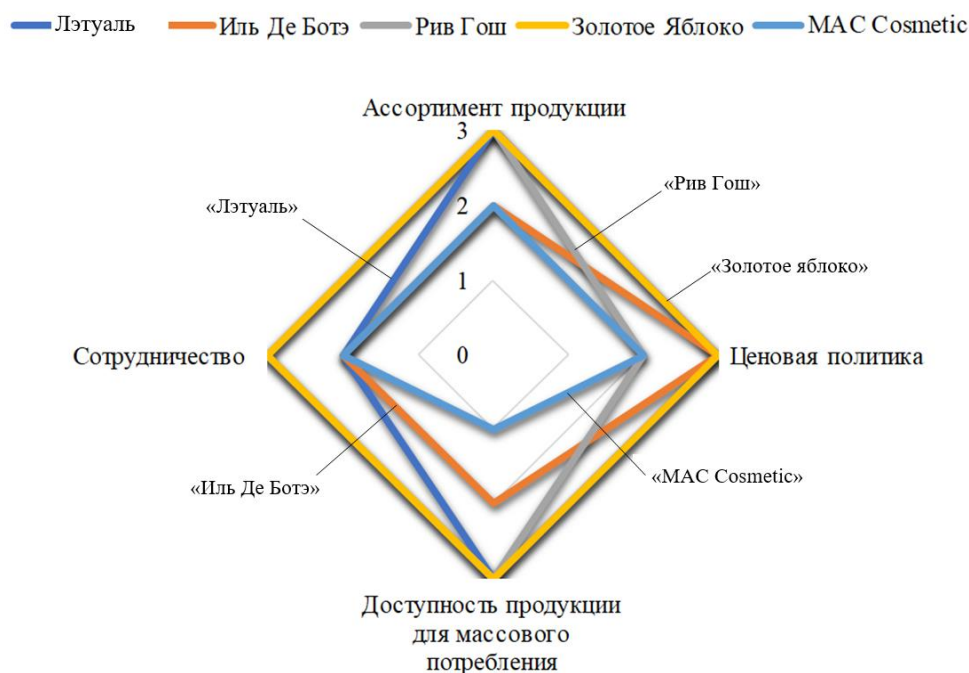 Лэтуаль Иль Де Ботэ Рив Гош Золотое Яблоко MAC Cosmetic
Ассортимент продукции
3
«Рив Гош»
«Лэтуаль»
2
«Золотое яблоко»
1
Сотрудничество
0
Ценовая политика
«MAC Cosmetic»
«Иль Де Ботэ»
Доступность продукции
для массового
потребления